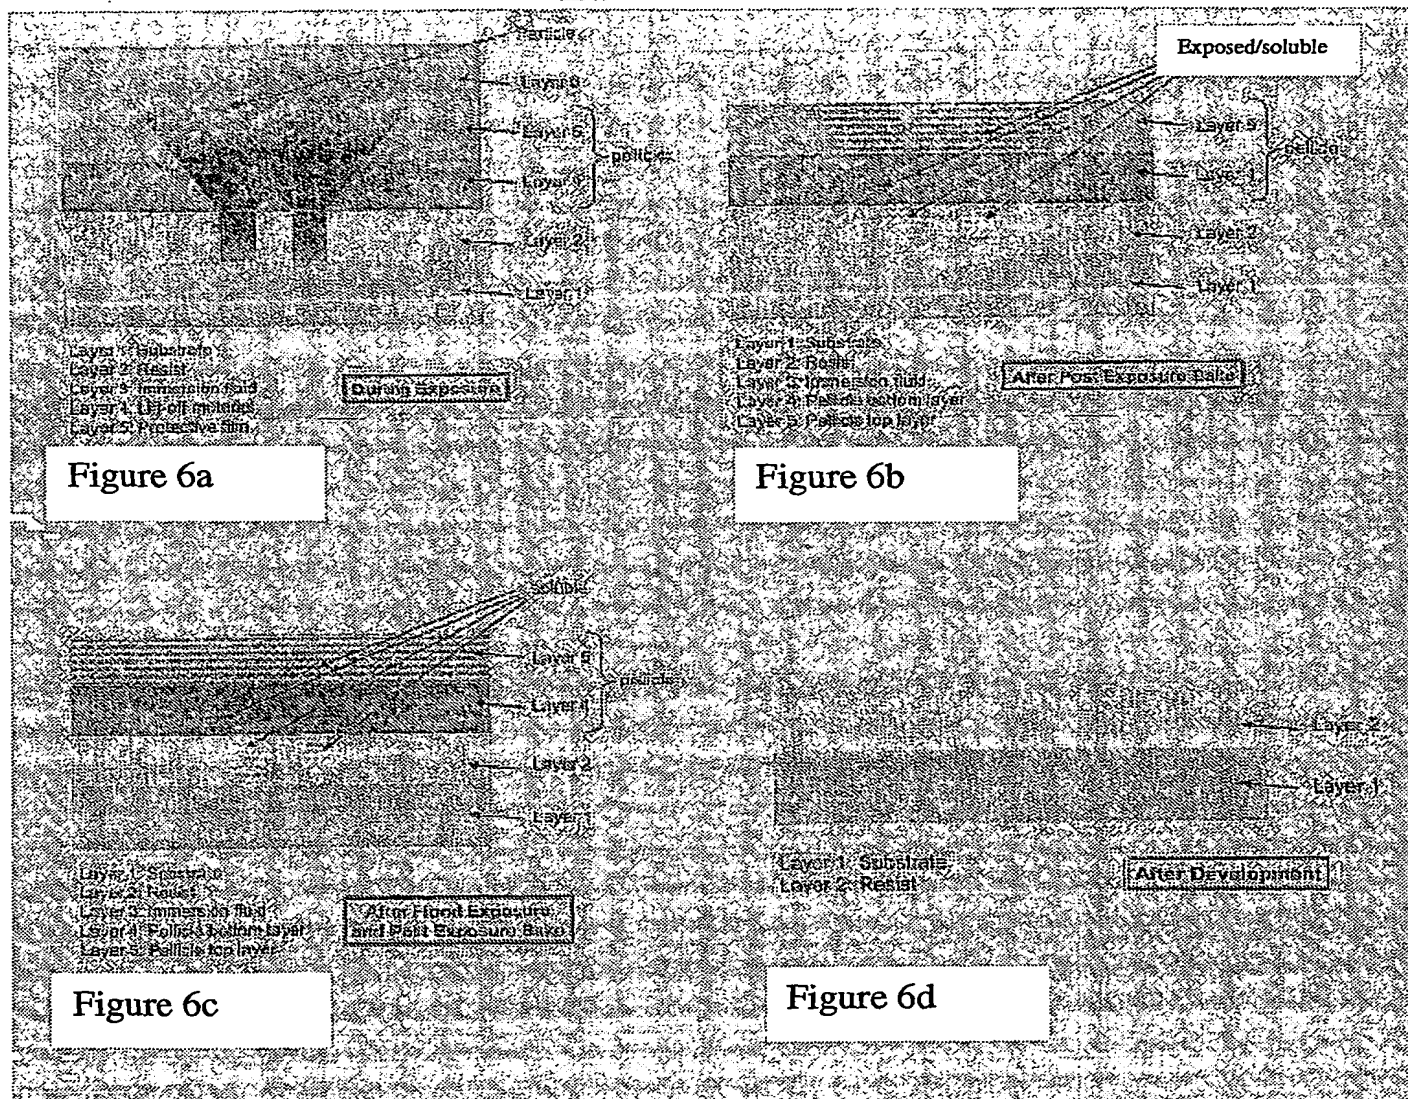 Particle
Layer
Layer 5
pellicle
Layer
Layer 2
Layer 1
Layer 1: Substrate
Layer 2: Resist
Layer 3: Immersion fluid
Layer 4: Lift-off
Layer 5: Protective film
During Exposure
Figure 6a
Exposed/soluble
Layer 5
pellicle
Layer 4
Layer 2
Layer 1
Layer 1: Substrate
Layer 2: Resist
Immersion fluid
Layer 4: Pellicle bottom layer
Layer 5: Pellicle top layer
After Post Exposure Bake
Figure 6b
soluble
Layer 5
pellicle
Layer 4
Layer 2
Layer 1
Layer 1: Substrate
Layer 2: Resist
Layer 3: Immersion fluid
Layer 4: Pellicle bottom layer
Layer 5: Pellicle top layer
After Flood Exposure
and Post Exposure Bake
Figure 6c
Layer 2
Layer 1
Layer 1: Substrate
Layer 2: Resist
After Development
Figure 6d